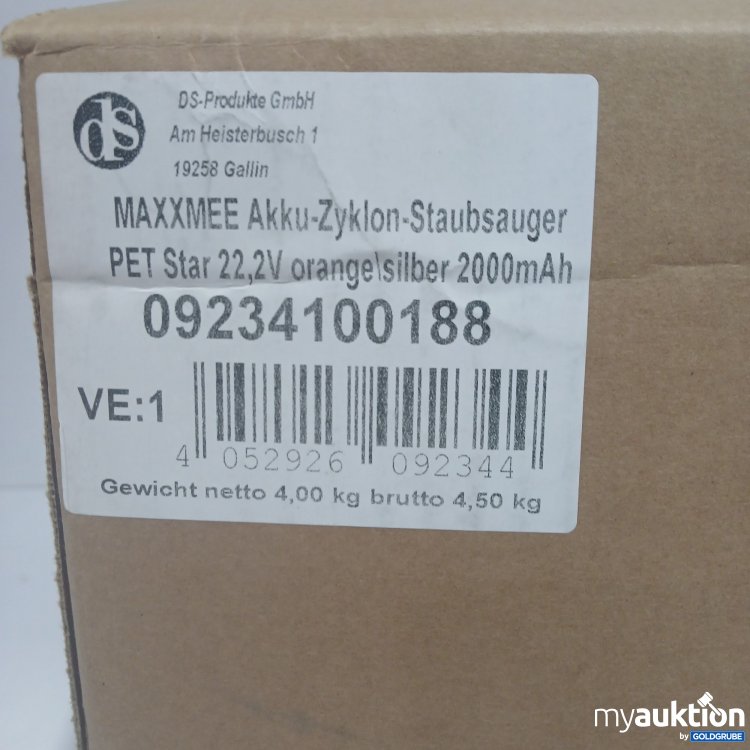 ds
DS-Produkte GmbH
Am Heisterbusch 1
19258 Gallin
MAXXMEE Akku-Zyklon-Staubsauger
PET Star 22,2V orange\silber 2000mAh
09234100188
VE:1
4 052926 092344
Gewicht netto 4,00 kg brutto 4,50 kg
myauktion
by GOLDGRUBE